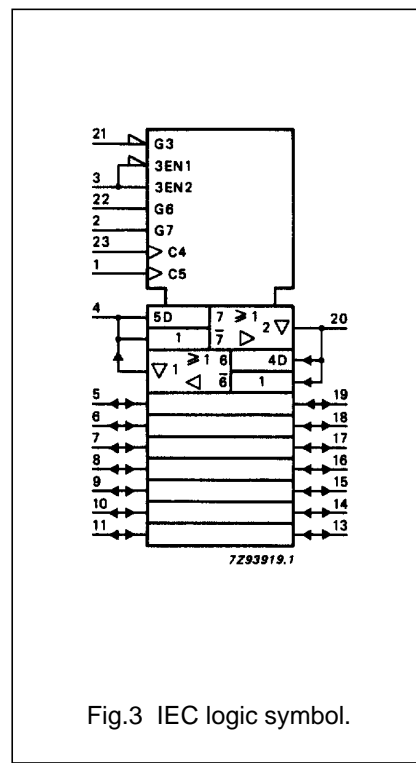 21 G3
3EN1
3 3EN2
22 G6
2 G7
23 C4
1 C5
4 5D 7 ⩾1 2 20
1 7̅
1 ⩾1 6 4D
6̅ 1
5 19
6 18
7 17
8 16
9 15
10 14
11 13
7Z93919.1
Fig.3 IEC logic symbol.